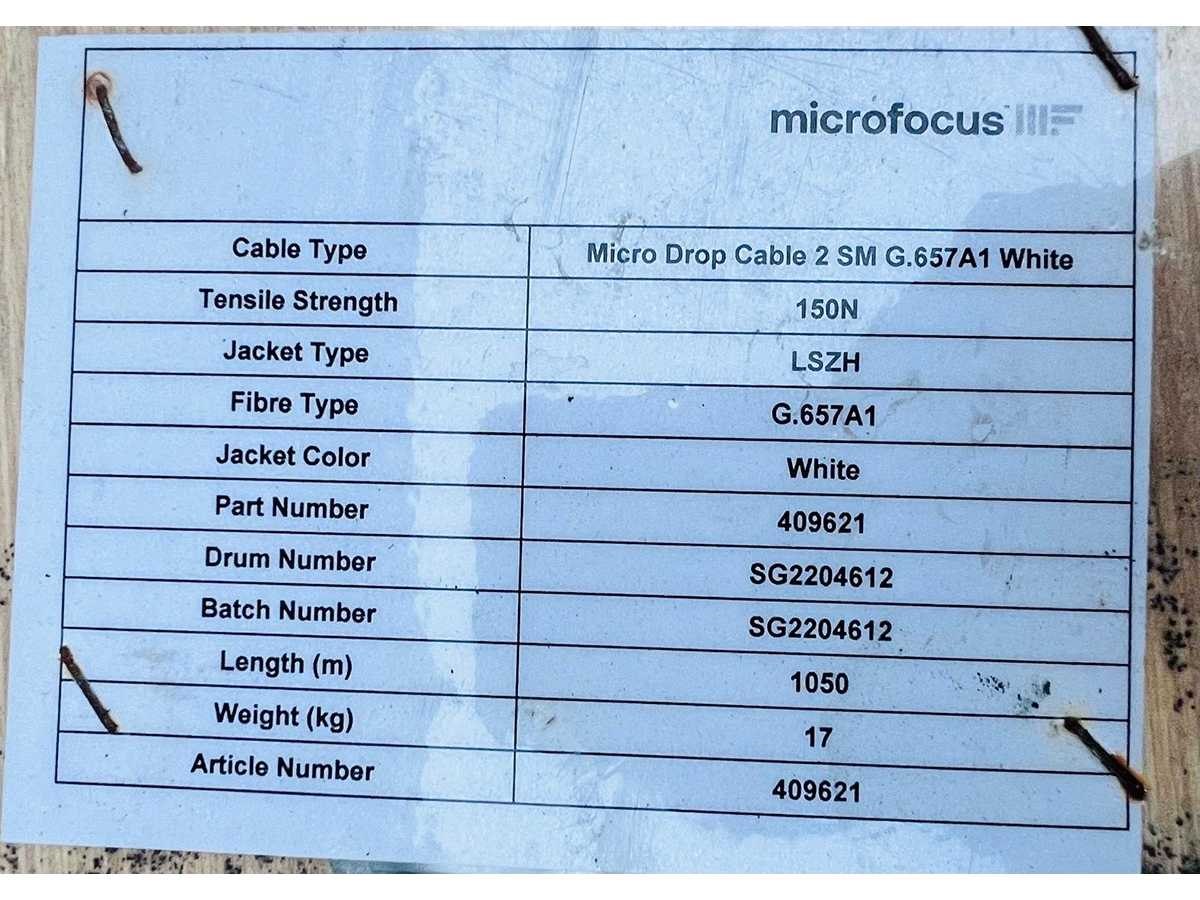 microfocus™
Cable Type Micro Drop Cable 2 SM G.657A1 White
Tensile Strength 150N
Jacket Type LSZH
Fibre Type G.657A1
Jacket Color White
Part Number 409621
Drum Number SG2204612
Batch Number SG2204612
Length (m) 1050
Weight (kg) 17
Article Number 409621